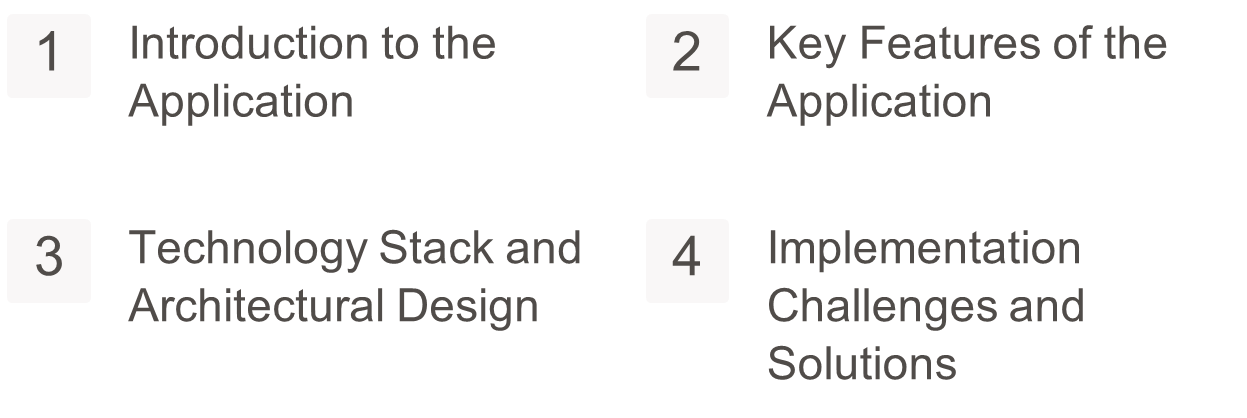 1
Introduction to the
Application
2
Key Features of the
Application
3
Technology Stack and
Architectural Design
4
Implementation
Challenges and
Solutions